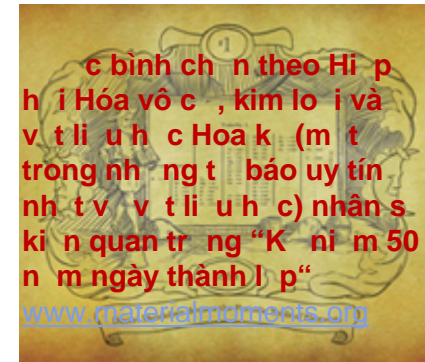 c bình ch n theo Hi p
h i Hóa vô c , kim lo i và
v t li u h c Hoa k (m t
trong nh ng t báo uy tín
nh t v v t li u h c) nhân s
ki n quan tr ng “K ni m 50
n m ngày thành l p“
www.materialmoments.org